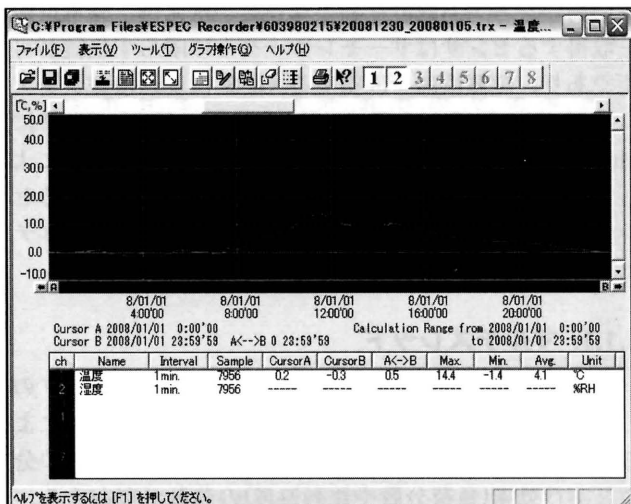 C:¥Program Files¥ESPEC Recorder¥603980215¥20081230_20080105.trx - 温度...
ファイル(F) 表示(V) ツール(T) グラフ操作(G) ヘルプ(H)
1 2 3 4 5 6 7 8
[℃,%]
50.0
40.0
30.0
20.0
10.0
0.0
-10.0
A B
8/01/01 8/01/01 8/01/01 8/01/01 8/01/01
4:00'00 8:00'00 12:00'00 16:00'00 20:00'00
Cursor A 2008/01/01 0:00'00 Calculation Range from 2008/01/01 0:00'00
Cursor B 2008/01/01 23:59'59 A<-->B 0 23:59'59 to 2008/01/01 23:59'59
ch Name Interval Sample CursorA CursorB A<->B Max. Min. Avg. Unit
温度 1min. 7956 0.2 -0.3 0.5 14.4 -1.4 4.1 ℃
2 湿度 1min. 7956 ----- ----- ----- ----- ----- ----- %RH
ヘルプを表示するには [F1] を押してください。